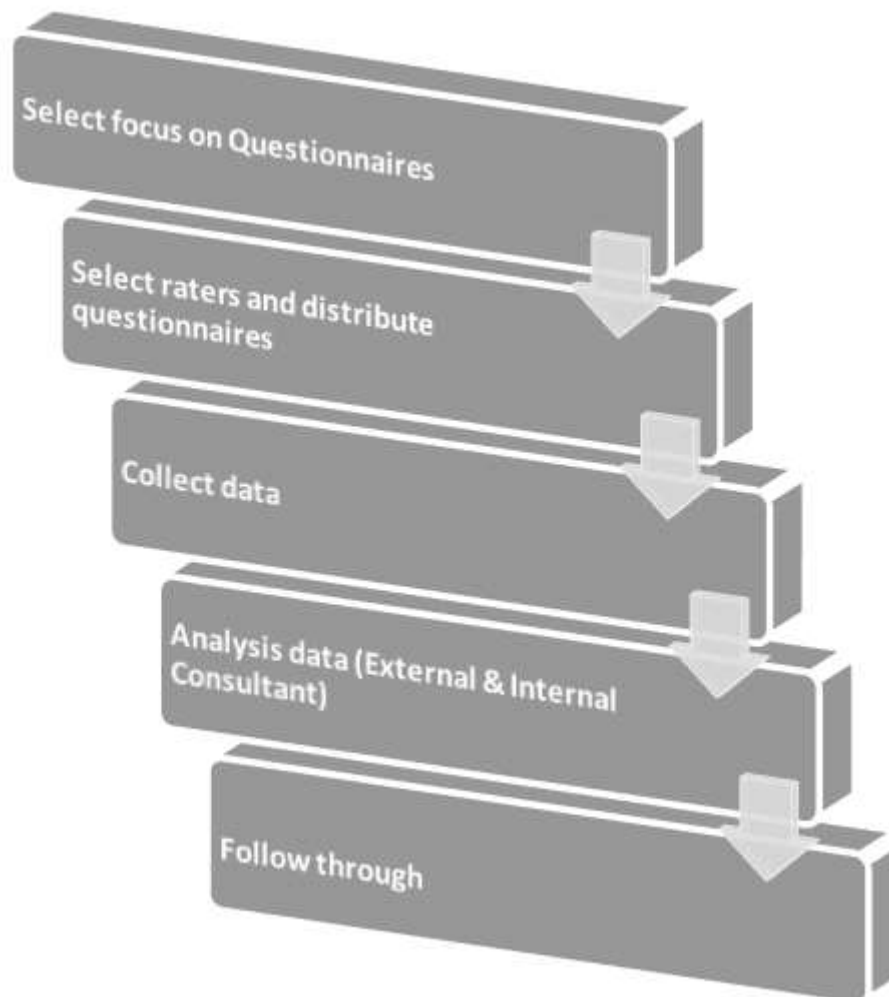 Select focus on Questionnaires
Select raters and distribute
questionnaires
Collect data
Analysis data (External & Internal
Consultant)
Follow through